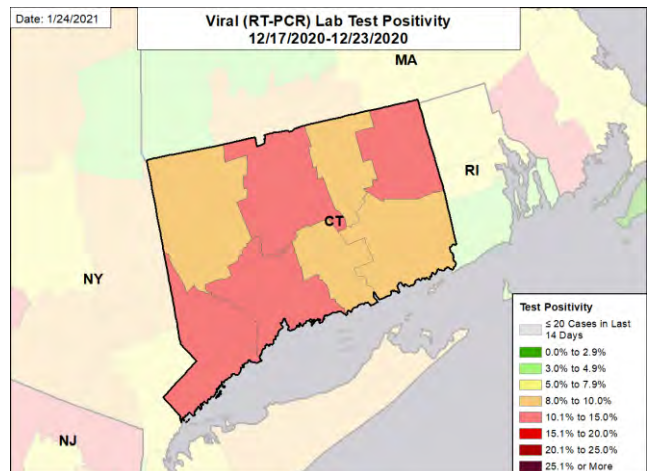 Date: 1/24/2021
Viral (RT-PCR) Lab Test Positivity
12/17/2020-12/23/2020
MA
RI
CT
NY
NJ
Test Positivity
≤ 20 Cases in Last
14 Days
0.0% to 2.9%
3.0% to 4.9%
5.0% to 7.9%
8.0% to 10.0%
10.1% to 15.0%
15.1% to 20.0%
20.1% to 25.0%
25.1% or More